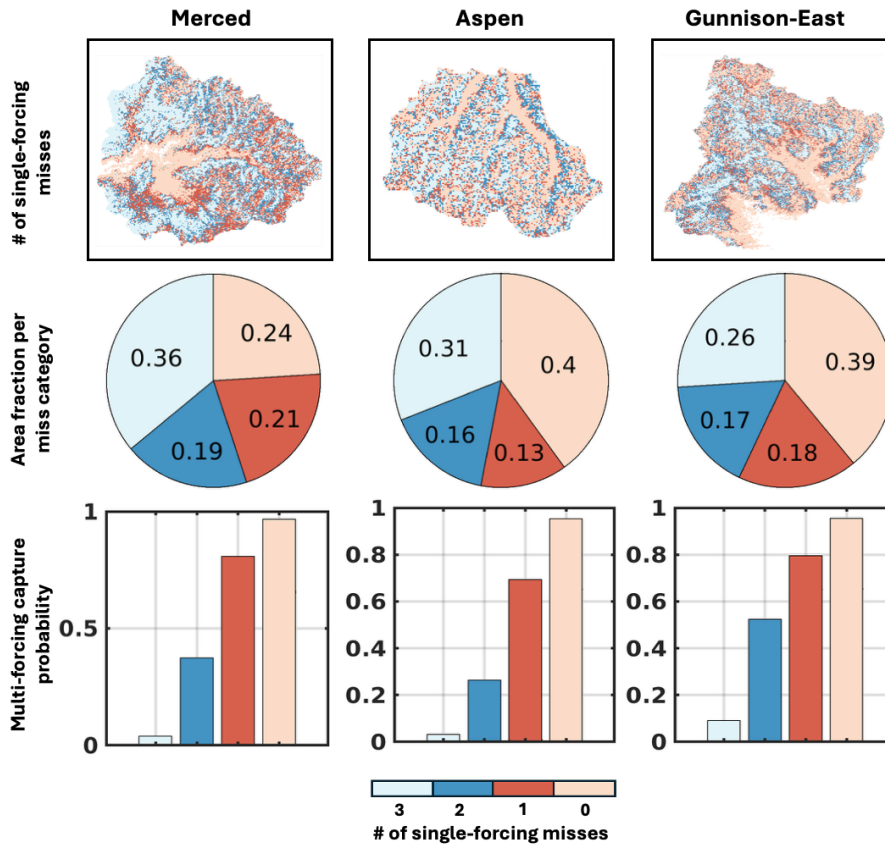 Merced
Aspen
Gunnison-East
# of single-forcing
misses
Area fraction per
miss category
0.36
0.24
0.19
0.21
0.31
0.4
0.16
0.13
0.26
0.39
0.17
0.18
Multi-forcing capture
probability
1
0.5
0
1
0.8
0.6
0.4
0.2
0
1
0.8
0.6
0.4
0.2
0
3 2 1 0
# of single-forcing misses